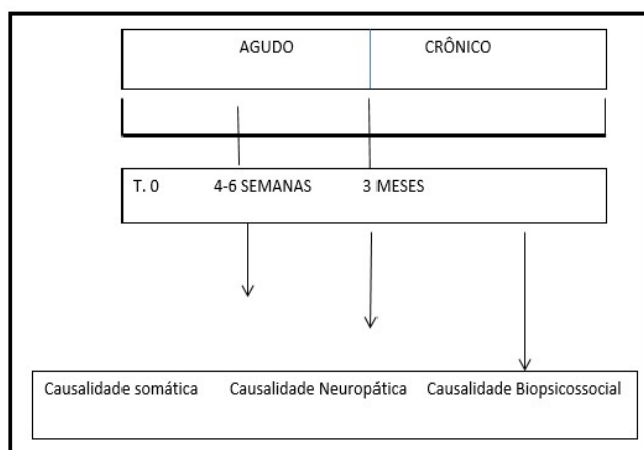 AGUDO CRÔNICO
T. 0 4-6 SEMANAS 3 MESES
Causalidade somática Causalidade Neuropática Causalidade Biopsicossocial